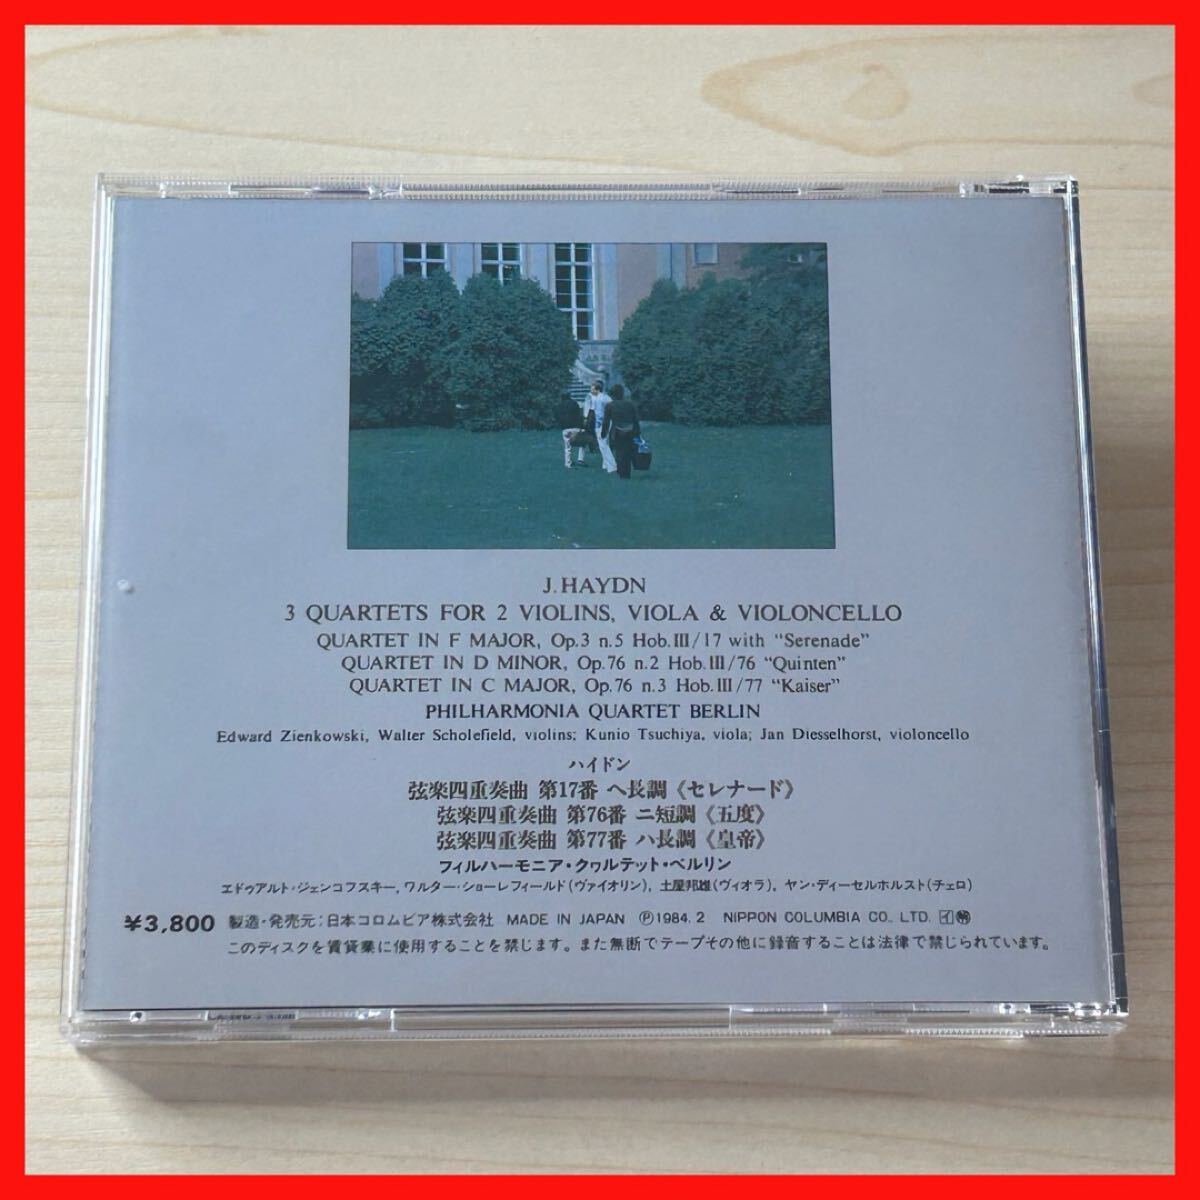 J. HAYDN
3 QUARTETS FOR 2 VIOLINS, VIOLA & VIOLONCELLO
QUARTET IN F MAJOR, Op.3 n.5 Hob.III/17 with "Serenade"
QUARTET IN D MINOR, Op.76 n.2 Hob.III/76 "Quinten"
QUARTET IN C MAJOR, Op.76 n.3 Hob.III/77 "Kaiser"
PHILHARMONIA QUARTET BERLIN
Edward Zienkowski, Walter Scholefield, violins; Kunio Tsuchiya, viola; Jan Diesselhorst, violoncello
ハイドン
弦楽四重奏曲 第17番 ヘ長調《セレナード》
弦楽四重奏曲 第76番 ニ短調《五度》
弦楽四重奏曲 第77番 ハ長調《皇帝》
フィルハーモニア・クヮルテット・ベルリン
エドゥアルト・ジェンコフスキー, ワルター・ショーレフィールド(ヴァイオリン), 土屋邦雄(ヴィオラ), ヤン・ディーセルホルスト(チェロ)
¥3,800 製造・発売元:日本コロムビア株式会社 MADE IN JAPAN Ⓟ1984. 2 NIPPON COLUMBIA CO., LTD. イ
このディスクを賃貸業に使用することを禁じます。また無断でテープその他に録音することは法律で禁じられています。